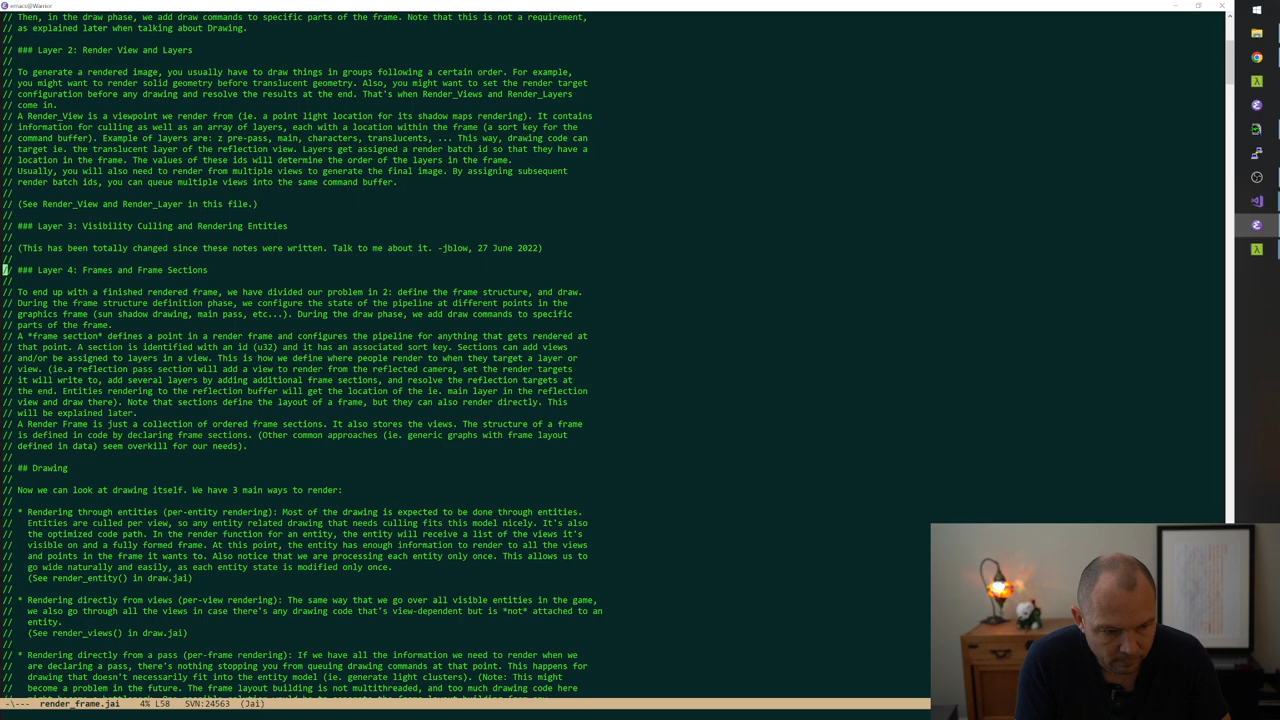 emacs@Warrior
// Then, in the draw phase, we add draw commands to specific parts of the frame. Note that this is not a requirement,
// as explained later when talking about Drawing.
//
// ### Layer 2: Render View and Layers
//
// To generate a rendered image, you usually have to draw things in groups following a certain order. For example,
// you might want to render solid geometry before translucent geometry. Also, you might want to set the render target
// configuration before any drawing and resolve the results at the end. That's when Render_Views and Render_Layers
// come in.
// A Render_View is a viewpoint we render from (ie. a point light location for its shadow maps rendering). It contains
// information for culling as well as an array of layers, each with a location within the frame (a sort key for the
// command buffer). Example of layers are: z pre-pass, main, characters, translucents, ... This way, drawing code can
// target ie. the translucent layer of the reflection view. Layers get assigned a render batch id so that they have a
// location in the frame. The values of these ids will determine the order of the layers in the frame.
// Usually, you will also need to render from multiple views to generate the final image. By assigning subsequent
// render batch ids, you can queue multiple views into the same command buffer.
//
// (See Render_View and Render_Layer in this file.)
//
// ### Layer 3: Visibility Culling and Rendering Entities
//
// (This has been totally changed since these notes were written. Talk to me about it. -jblow, 27 June 2022)
//
// ### Layer 4: Frames and Frame Sections
//
// To end up with a finished rendered frame, we have divided our problem in 2: define the frame structure, and draw.
// During the frame structure definition phase, we configure the state of the pipeline at different points in the
// graphics frame (sun shadow drawing, main pass, etc...). During the draw phase, we add draw commands to specific
// parts of the frame.
// A *frame section* defines a point in a render frame and configures the pipeline for anything that gets rendered at
// that point. A section is identified with an id (u32) and it has an associated sort key. Sections can add views
// and/or be assigned to layers in a view. This is how we define where people render to when they target a layer or
// view. (ie.a reflection pass section will add a view to render from the reflected camera, set the render targets
// it will write to, add several layers by adding additional frame sections, and resolve the reflection targets at
// the end. Entities rendering to the reflection buffer will get the location of the ie. main layer in the reflection
// view and draw there). Note that sections define the layout of a frame, but they can also render directly. This
// will be explained later.
// A Render Frame is just a collection of ordered frame sections. It also stores the views. The structure of a frame
// is defined in code by declaring frame sections. (Other common approaches (ie. generic graphs with frame layout
// defined in data) seem overkill for our needs).
//
// ## Drawing
//
// Now we can look at drawing itself. We have 3 main ways to render:
//
// * Rendering through entities (per-entity rendering): Most of the drawing is expected to be done through entities.
//   Entities are culled per view, so any entity related drawing that needs culling fits this model nicely. It's also
//   the optimized code path. In the render function for an entity, the entity will receive a list of the views it's
//   visible on and a fully formed frame. At this point, the entity has enough information to render to all the views
//   and points in the frame it wants to. Also notice that we are processing each entity only once. This allows us to
//   go wide naturally and easily, as each entity state is modified only once.
//   (See render_entity() in draw.jai)
//
// * Rendering directly from views (per-view rendering): The same way that we go over all visible entities in the game,
//   we also go through all the views in case there's any drawing code that's view-dependent but is *not* attached to an
//   entity.
//   (See render_views() in draw.jai)
//
// * Rendering directly from a pass (per-frame rendering): If we have all the information we need to render when we
//   are declaring a pass, there's nothing stopping you from queuing drawing commands at that point. This happens for
//   drawing that doesn't necessarily fit into the entity model (ie. generate light clusters). (Note: This might
//   become a problem in the future. The frame layout building is not multithreaded, and too much drawing code here
-\--- render_frame.jai 4% L58 SVN:24563 (Jai)